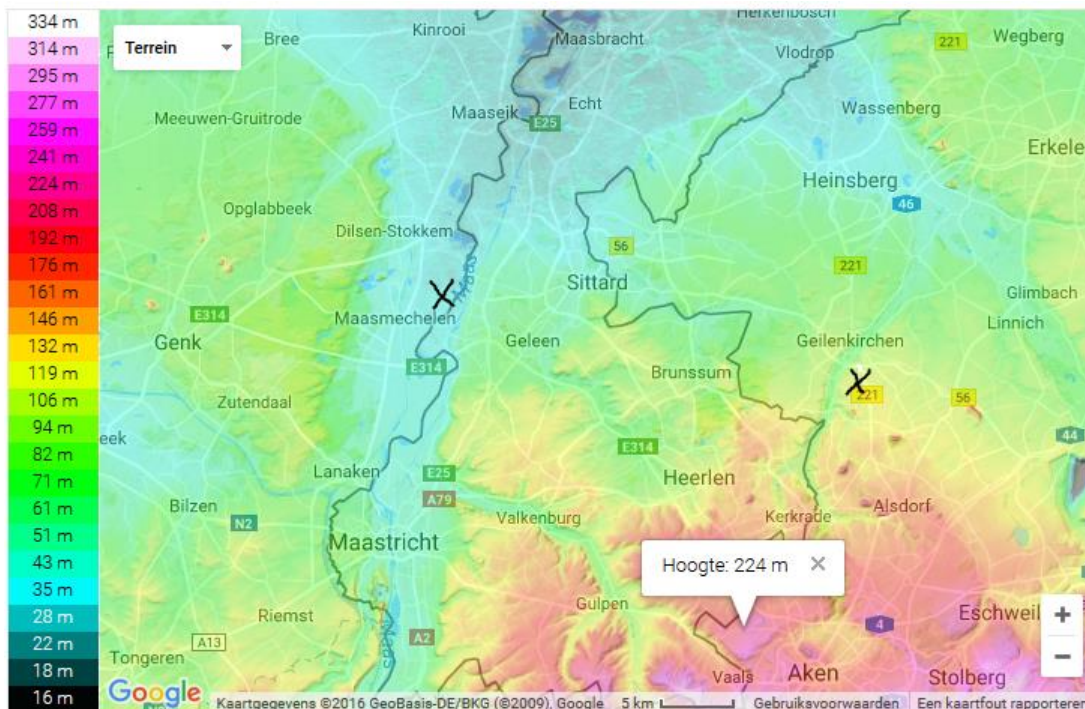 334 m
314 m
295 m
277 m
259 m
241 m
224 m
208 m
192 m
176 m
161 m
146 m
132 m
119 m
106 m
94 m
82 m
71 m
61 m
51 m
43 m
35 m
28 m
22 m
18 m
16 m
Terrein
Bree
Kinrooi
Maasbracht
Herkenbosch
Vlodrop
221
Wegberg
Meeuwen-Gruitrode
Maaseik
Echt
E25
Wassenberg
Erkele
Heinsberg
46
Opglabbeek
Dilsen-Stokkem
56
221
Maas
Sittard
Glimbach
E314
Maasmechelen
Linnich
Genk
Geleen
Geilenkirchen
E314
Brunssum
221
56
Zutendaal
eek
44
Lanaken
E25
E314
Heerlen
A79
Bilzen
N2
Valkenburg
Kerkrade
Alsdorf
Maastricht
Hoogte: 224 m
Riemst
Gulpen
Eschweil
A13
A2
4
Tongeren
Vaals
Aken
Stolberg
+
−
Google
Kaartgegevens ©2016 GeoBasis-DE/BKG (©2009), Google
5 km
Gebruiksvoorwaarden
Een kaartfout rapporteren